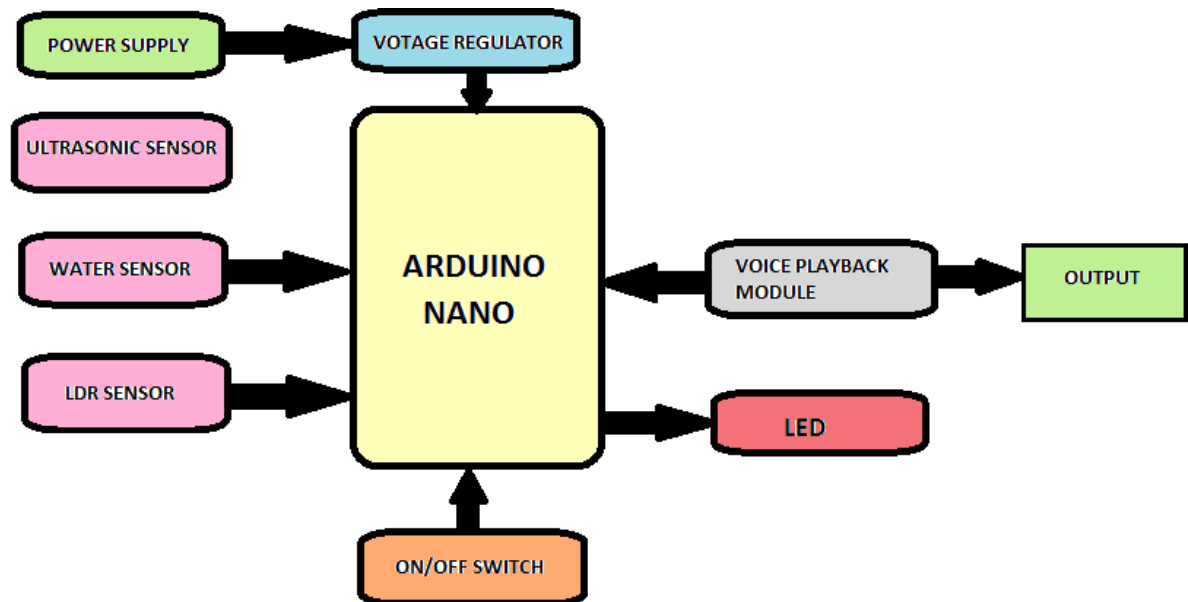 POWER SUPPLY
VOTAGE REGULATOR
ULTRASONIC SENSOR
WATER SENSOR
ARDUINO
NANO
VOICE PLAYBACK
MODULE
OUTPUT
LDR SENSOR
LED
ON/OFF SWITCH